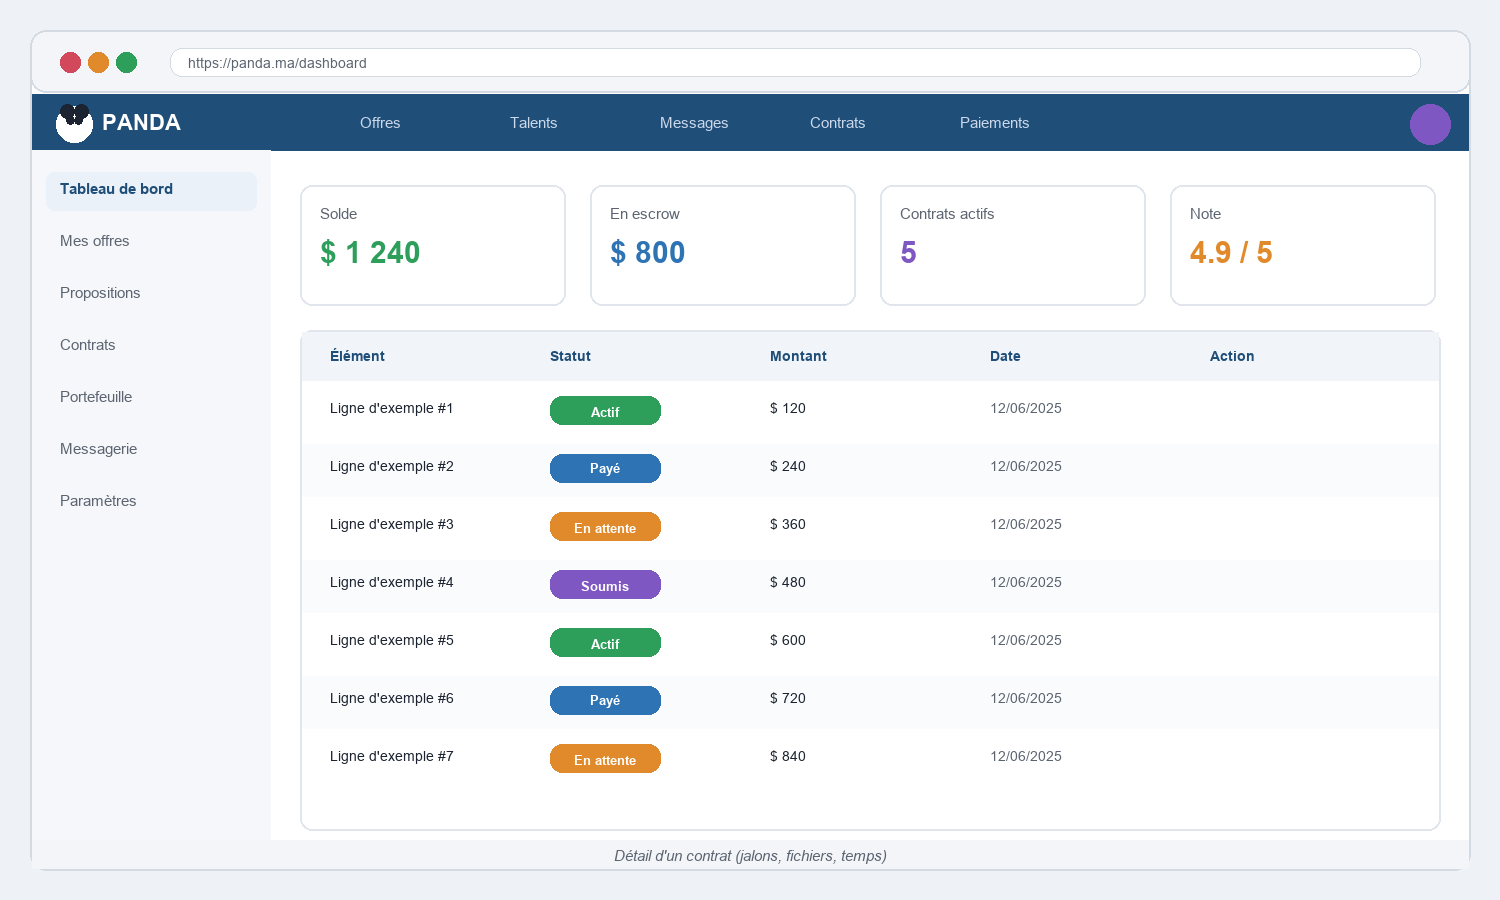 https://panda.ma/dashboard
PANDA
Offres
Talents
Messages
Contrats
Paiements
Tableau de bord
Mes offres
Propositions
Contrats
Portefeuille
Messagerie
Paramètres
Solde
$ 1 240
En escrow
$ 800
Contrats actifs
5
Note
4.9 / 5
Élément Statut Montant Date Action
Ligne d'exemple #1 Actif $ 120 12/06/2025
Ligne d'exemple #2 Payé $ 240 12/06/2025
Ligne d'exemple #3 En attente $ 360 12/06/2025
Ligne d'exemple #4 Soumis $ 480 12/06/2025
Ligne d'exemple #5 Actif $ 600 12/06/2025
Ligne d'exemple #6 Payé $ 720 12/06/2025
Ligne d'exemple #7 En attente $ 840 12/06/2025
Détail d'un contrat (jalons, fichiers, temps)